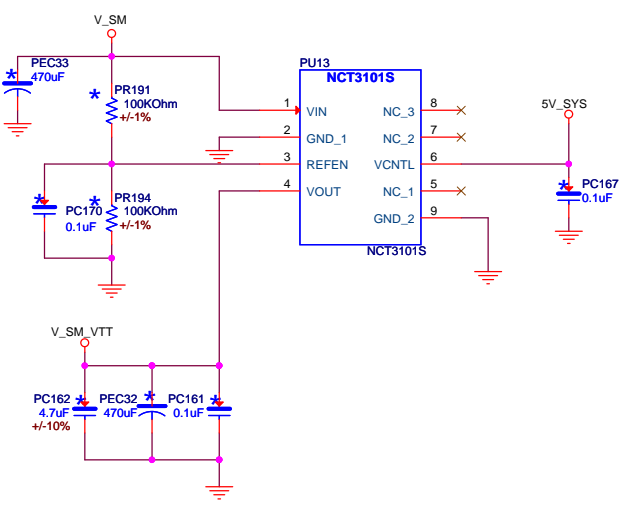 V_SM
PEC33
470uF
PR191
100KOhm
+/-1%
PU13
NCT3101S
1
VIN
2
GND_1
3
REFEN
4
VOUT
NC_3
8
NC_2
7
VCNTL
6
NC_1
5
GND_2
9
NCT3101S
5V_SYS
PC167
0.1uF
PC170
0.1uF
PR194
100KOhm
+/-1%
V_SM_VTT
PC162
4.7uF
+/-10%
PEC32
470uF
PC161
0.1uF